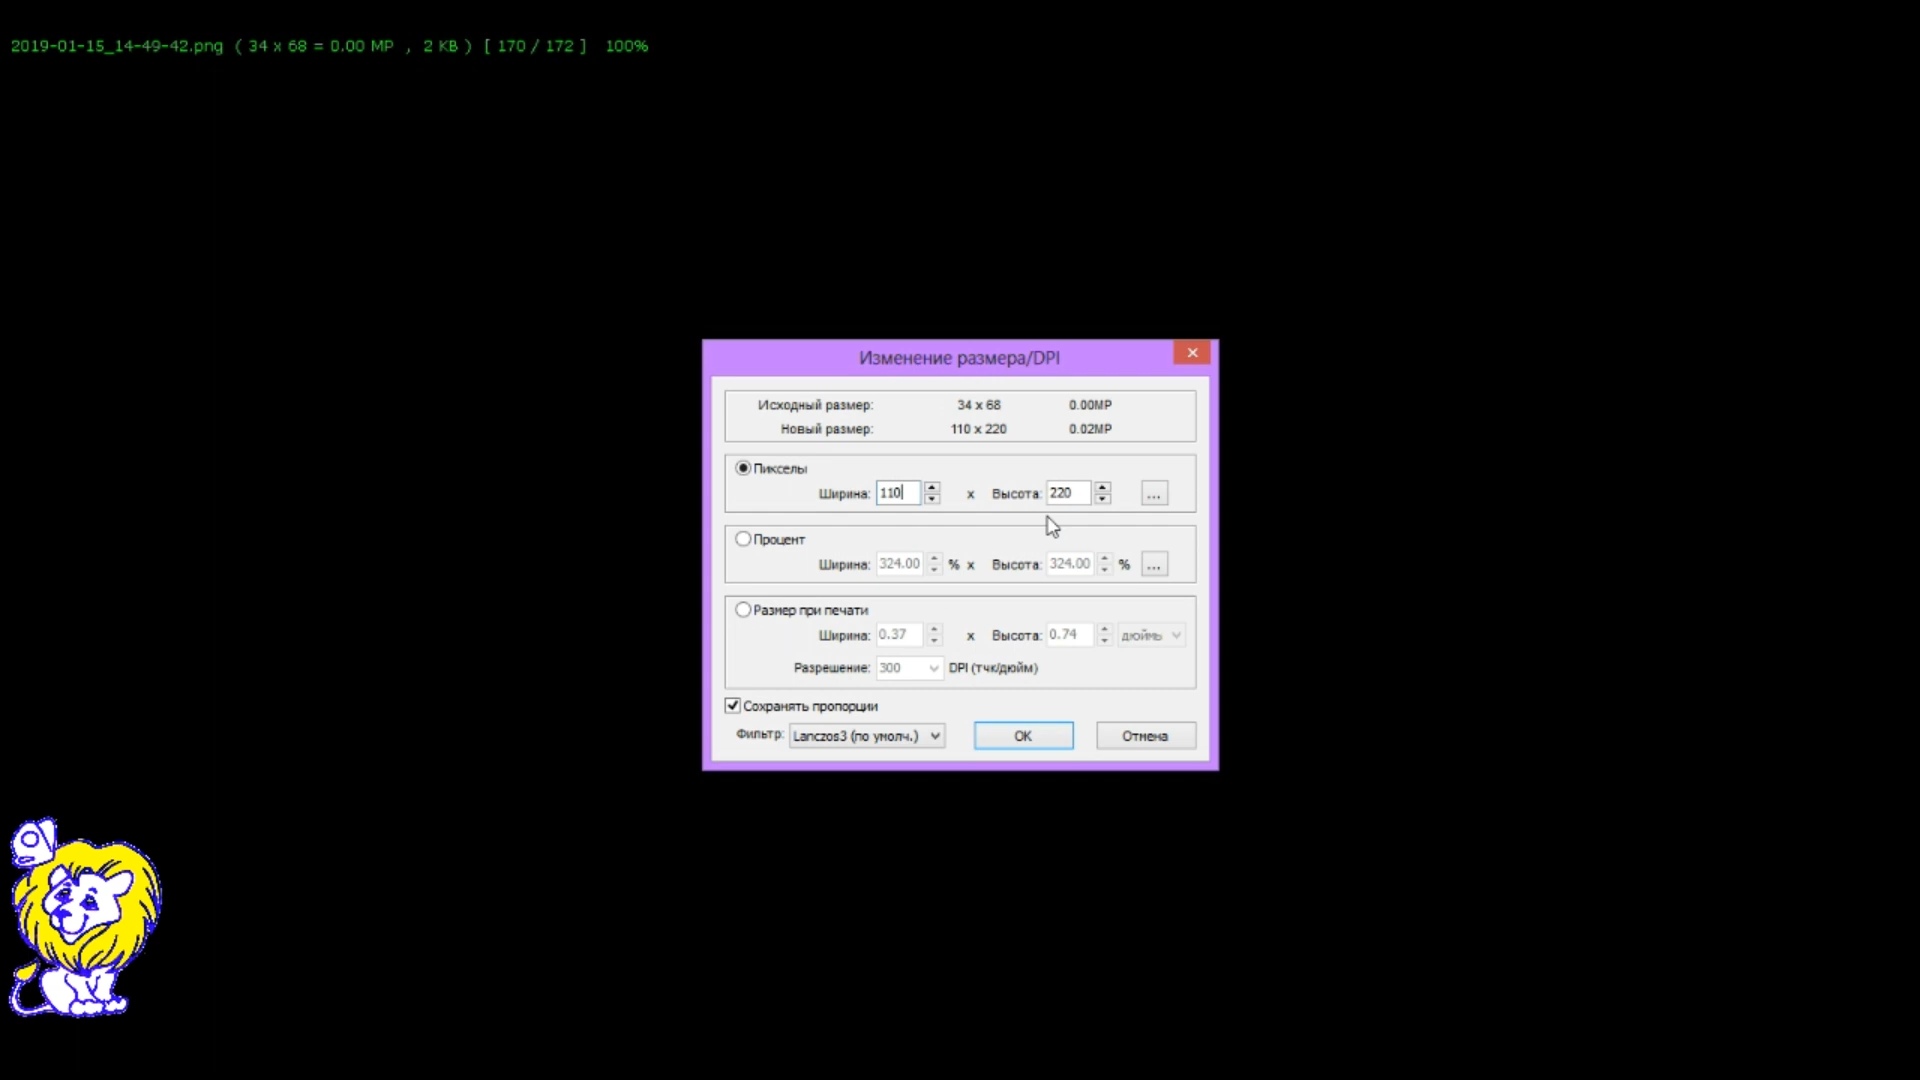 2019-01-15_14-49-42.png ( 34 x 68 = 0.00 MP , 2 KB ) [ 170 / 172 ] 100%
Изменение размера/DPI
Исходный размер: 34 x 68 0.00MP
Новый размер: 110 x 220 0.02MP
Пикселы
Ширина: 110 x Высота: 220 ...
Процент
Ширина: 324.00 % x Высота: 324.00 % ...
Размер при печати
Ширина: 0.37 x Высота: 0.74 дюймы
Разрешение: 300 DPI (тчк/дюйм)
Сохранять пропорции
Фильтр: Lanczos3 (по умолч.) OK Отмена